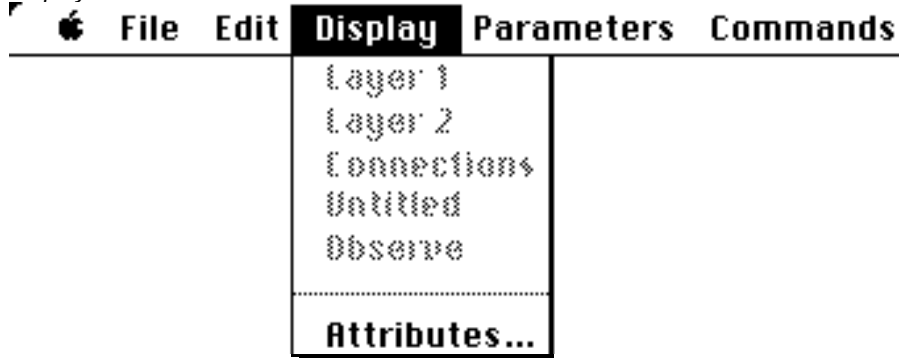 File Edit Display Parameters Commands
Layer 1
Layer 2
Connections
Untitled
Observe
Attributes...